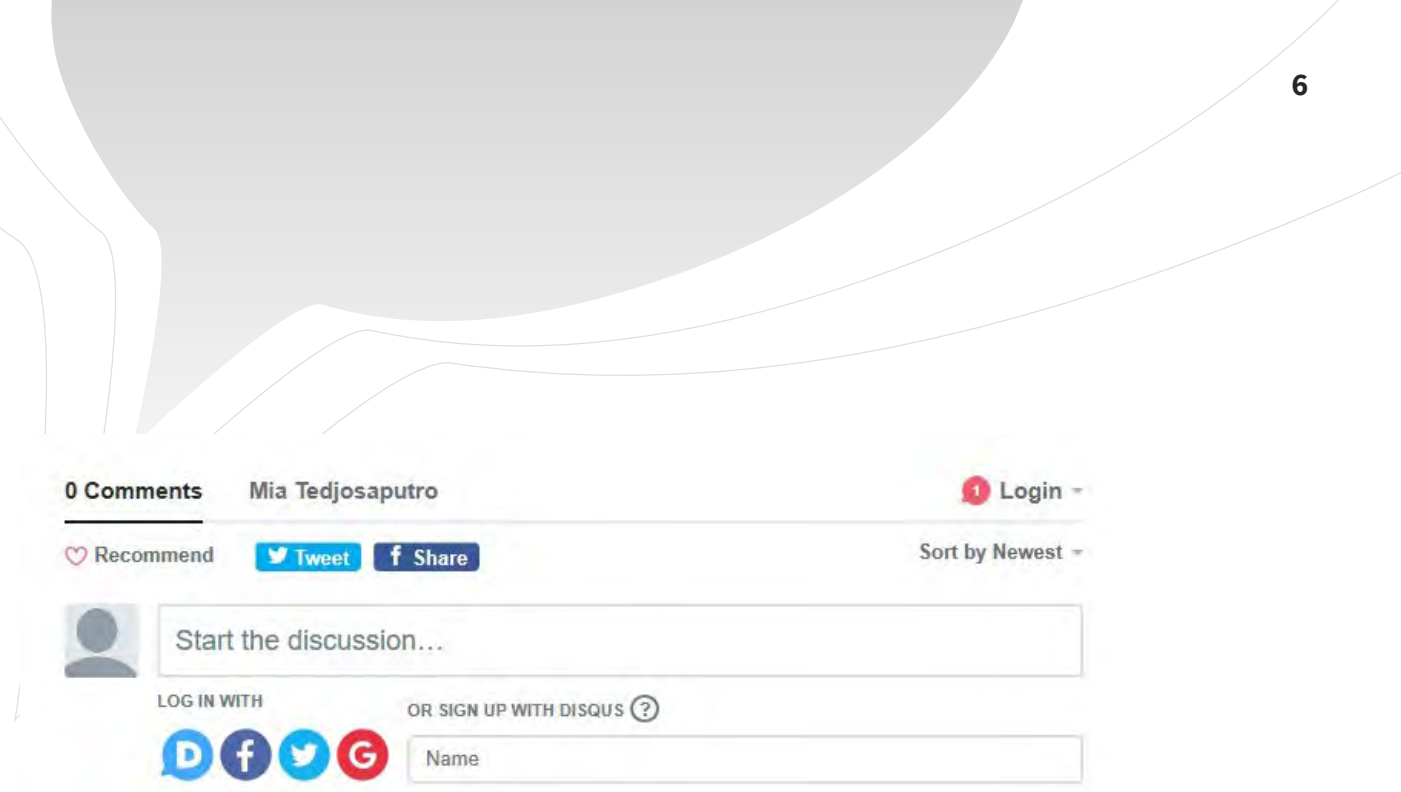 6
0 Comments Mia Tedjosaputro 1 Login
Recommend Tweet f Share Sort by Newest
Start the discussion…
LOG IN WITH
OR SIGN UP WITH DISQUS ?
D f G Name